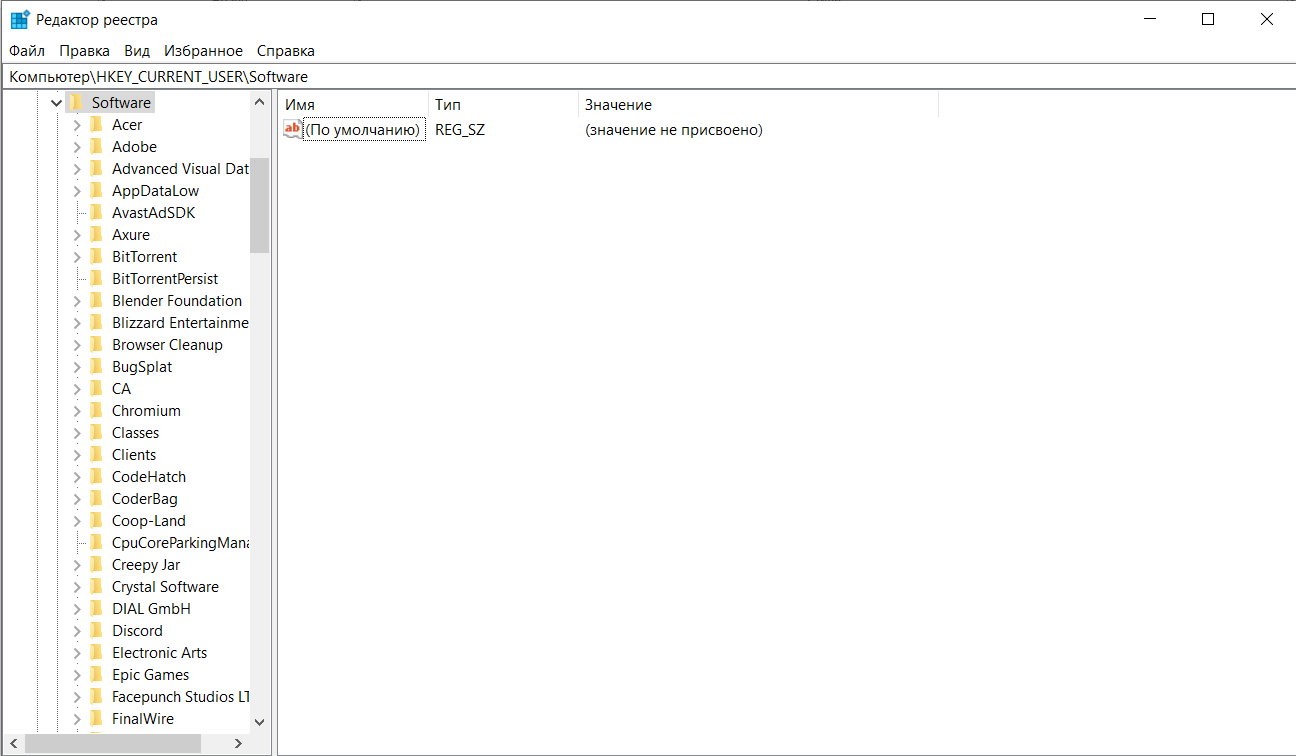 Редактор реестра
Файл Правка Вид Избранное Справка
Компьютер\HKEY_CURRENT_USER\Software
Software
Acer
Adobe
Advanced Visual Dat
AppDataLow
AvastAdSDK
Axure
BitTorrent
BitTorrentPersist
Blender Foundation
Blizzard Entertainme
Browser Cleanup
BugSplat
CA
Chromium
Classes
Clients
CodeHatch
CoderBag
Coop-Land
CpuCoreParkingMana
Creepy Jar
Crystal Software
DIAL GmbH
Discord
Electronic Arts
Epic Games
Facepunch Studios LT
FinalWire
Имя Тип Значение
ab (По умолчанию) REG_SZ (значение не присвоено)